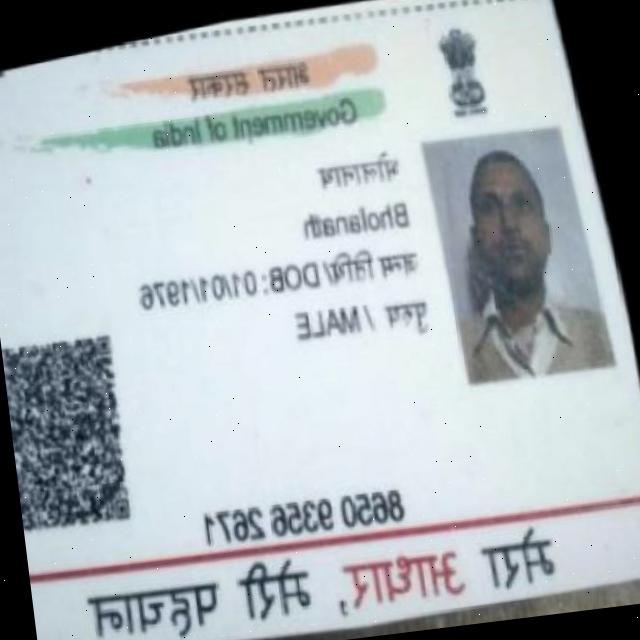 भारत सरकार
Government of India
भोलानाथ
Bholanath
जन्म तिथि/ DOB: 01/01/1976
पुरुष / MALE
8650 9356 2671
मेरा आधार, मेरी पहचान